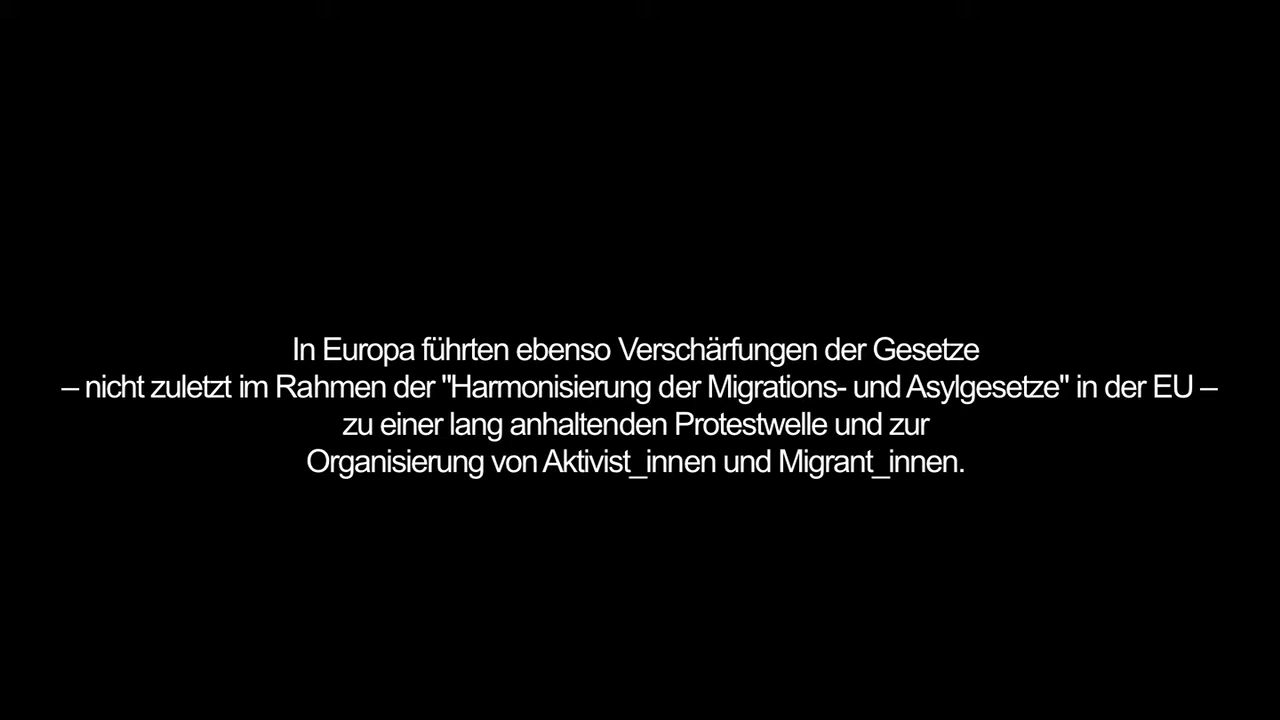 In Europa führten ebenso Verschärfungen der Gesetze
– nicht zuletzt im Rahmen der "Harmonisierung der Migrations- und Asylgesetze" in der EU –
zu einer lang anhaltenden Protestwelle und zur
Organisierung von Aktivist_innen und Migrant_innen.